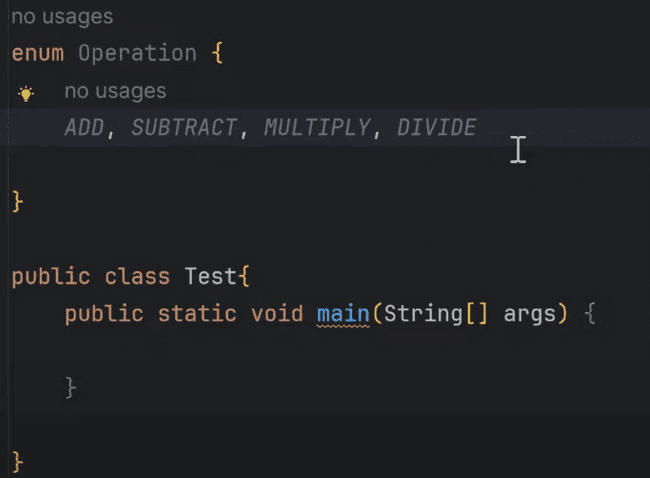 no usages
enum Operation {
no usages
ADD, SUBTRACT, MULTIPLY, DIVIDE
}
public class Test{
public static void main(String[] args) {
}
}